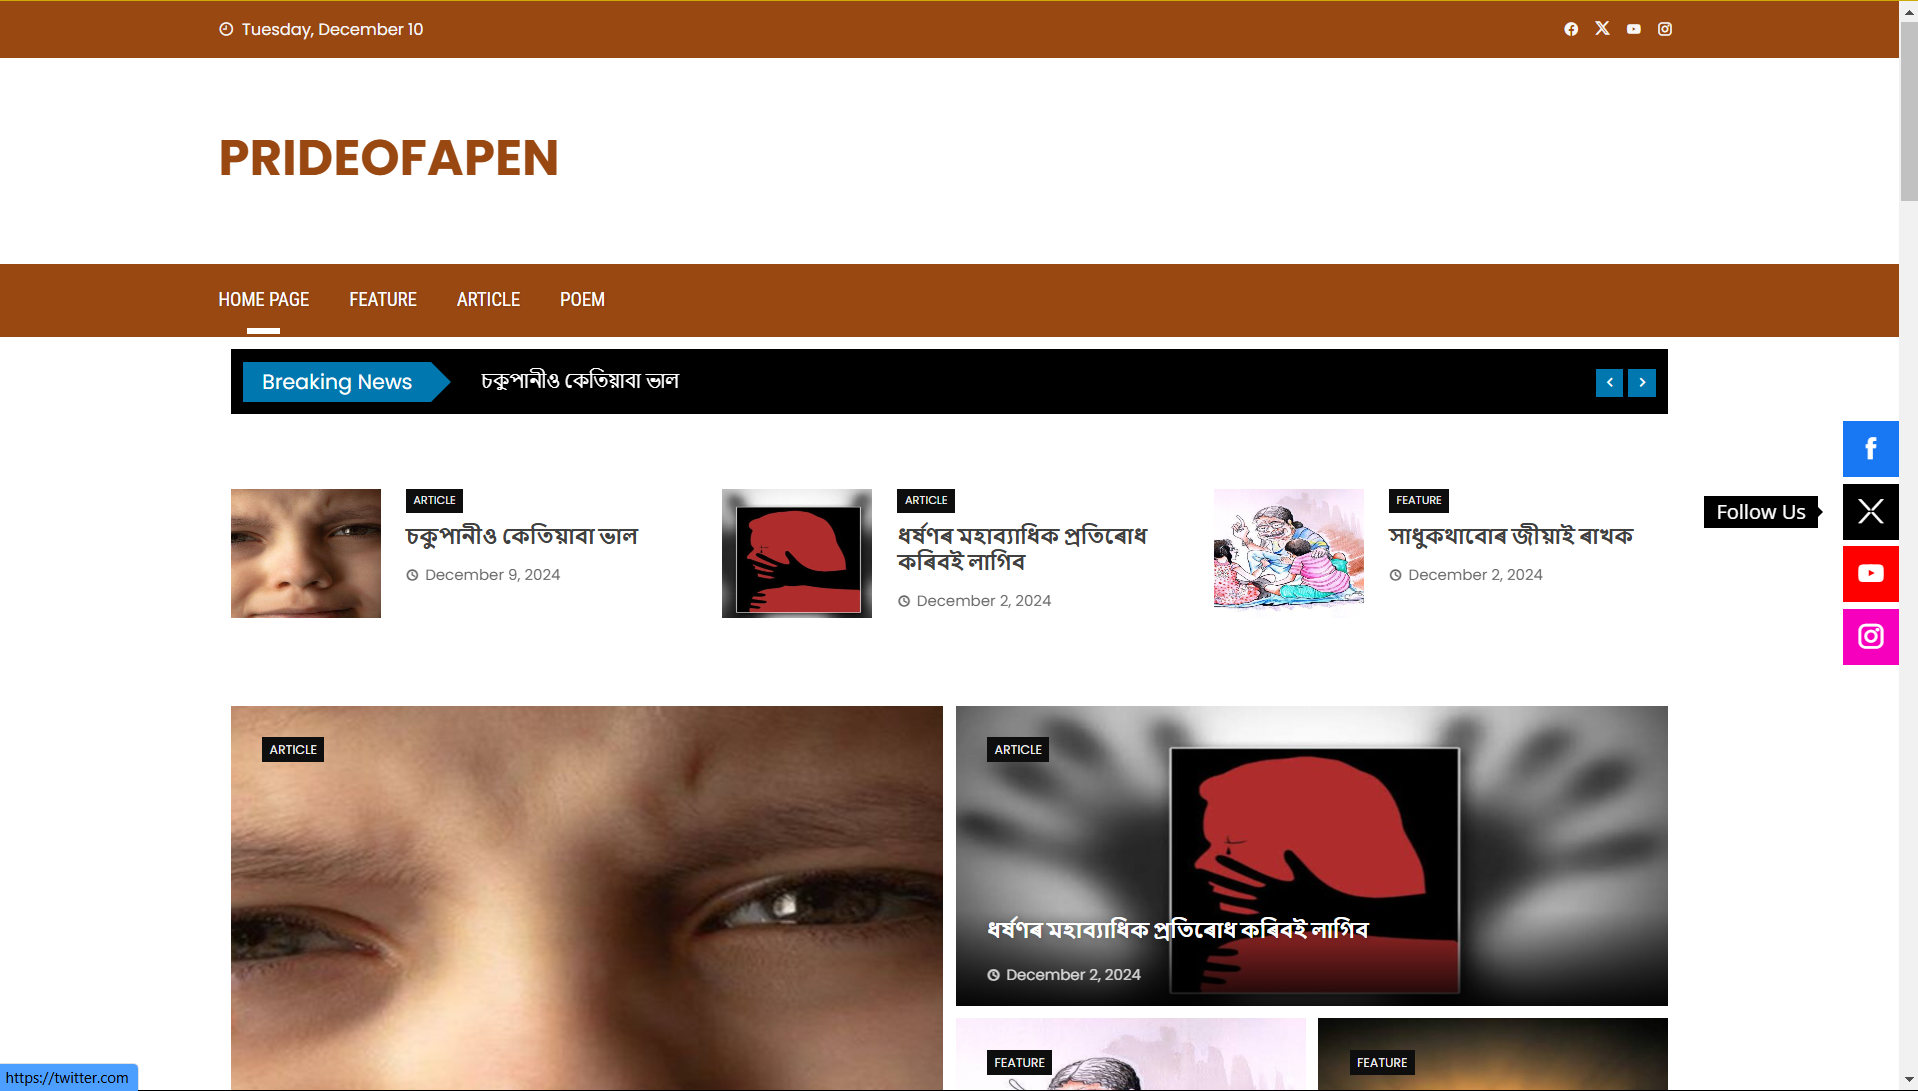 Tuesday, December 10
PRIDEOFAPEN
HOME PAGE FEATURE ARTICLE POEM
Breaking News চকুপানীও কেতিয়াবা ভাল
ARTICLE
চকুপানীও কেতিয়াবা ভাল
December 9, 2024
ARTICLE
ধৰ্ষণৰ মহাব্যাধিক প্ৰতিৰোধ
কৰিবই লাগিব
December 2, 2024
FEATURE
সাধুকথাবোৰ জীয়াই ৰাখক
December 2, 2024
Follow Us
ARTICLE
ARTICLE
ধৰ্ষণৰ মহাব্যাধিক প্ৰতিৰোধ কৰিবই লাগিব
December 2, 2024
FEATURE
FEATURE
https://twitter.com